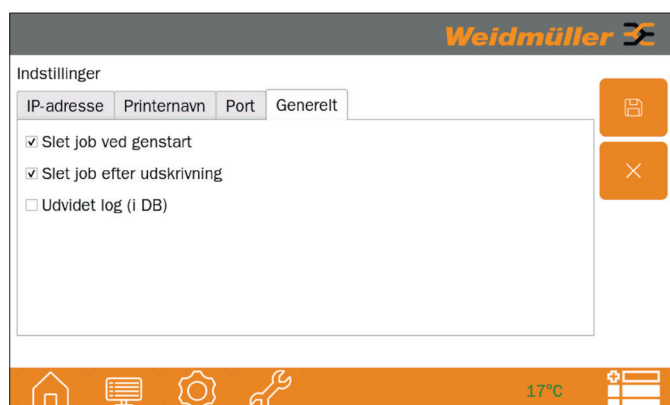 Weidmüller
Indstillinger
IP-adresse Printernavn Port Generelt
Slet job ved genstart
Slet job efter udskrivning
Udvidet log (i DB)
17°C